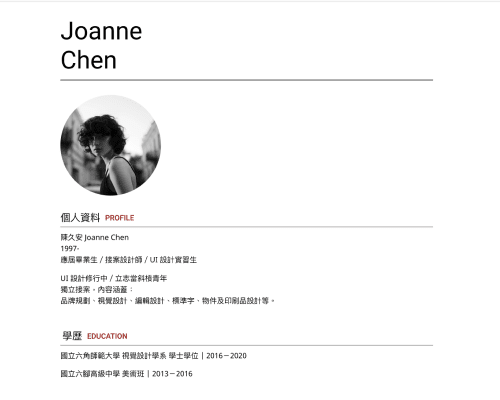 Joanne
Chen
個人資料 PROFILE
陳久安 Joanne Chen
1997-
應屆畢業生 / 接案設計師 / UI 設計實習生
UI 設計修行中 / 立志當斜槓青年
獨立接案，內容涵蓋：
品牌規劃、視覺設計、編輯設計、標準字、物件及印刷品設計等。
學歷 EDUCATION
國立六角師範大學 視覺設計學系 學士學位｜2016－2020
國立六腳高級中學 美術班｜2013－2016